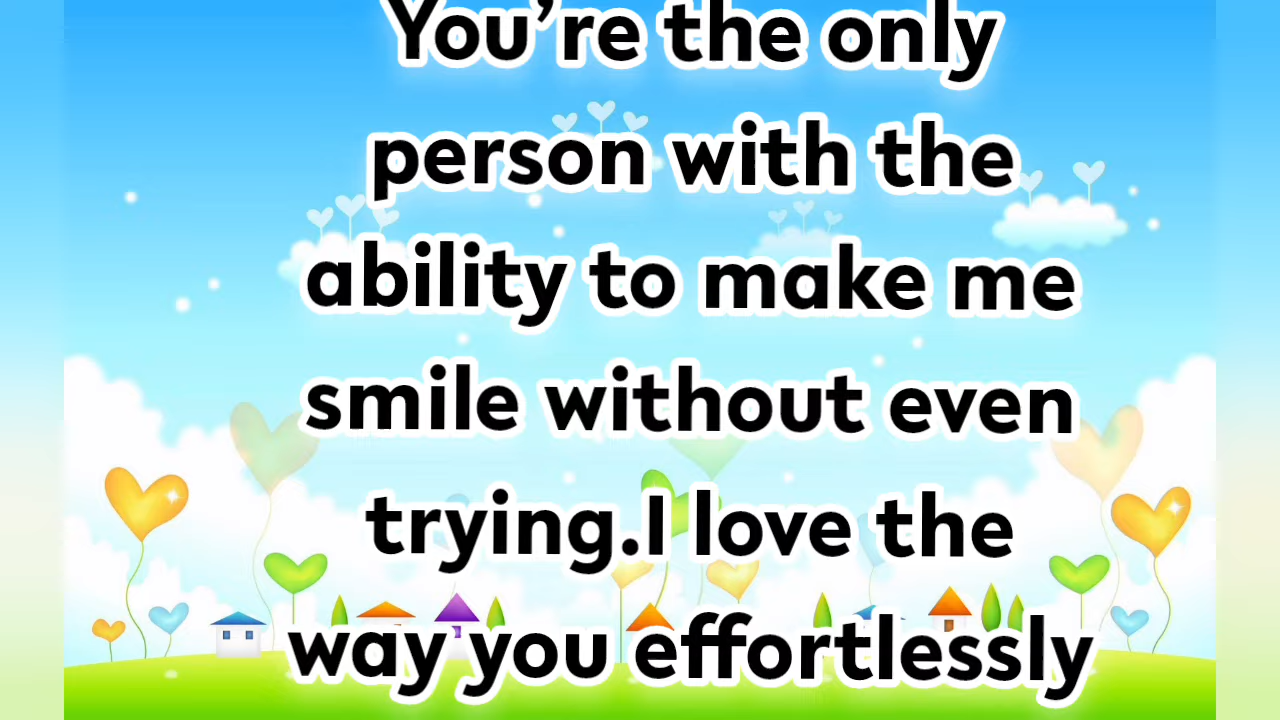 You’re the only
person with the
ability to make me
smile without even
trying.I love the
way you effortlessly